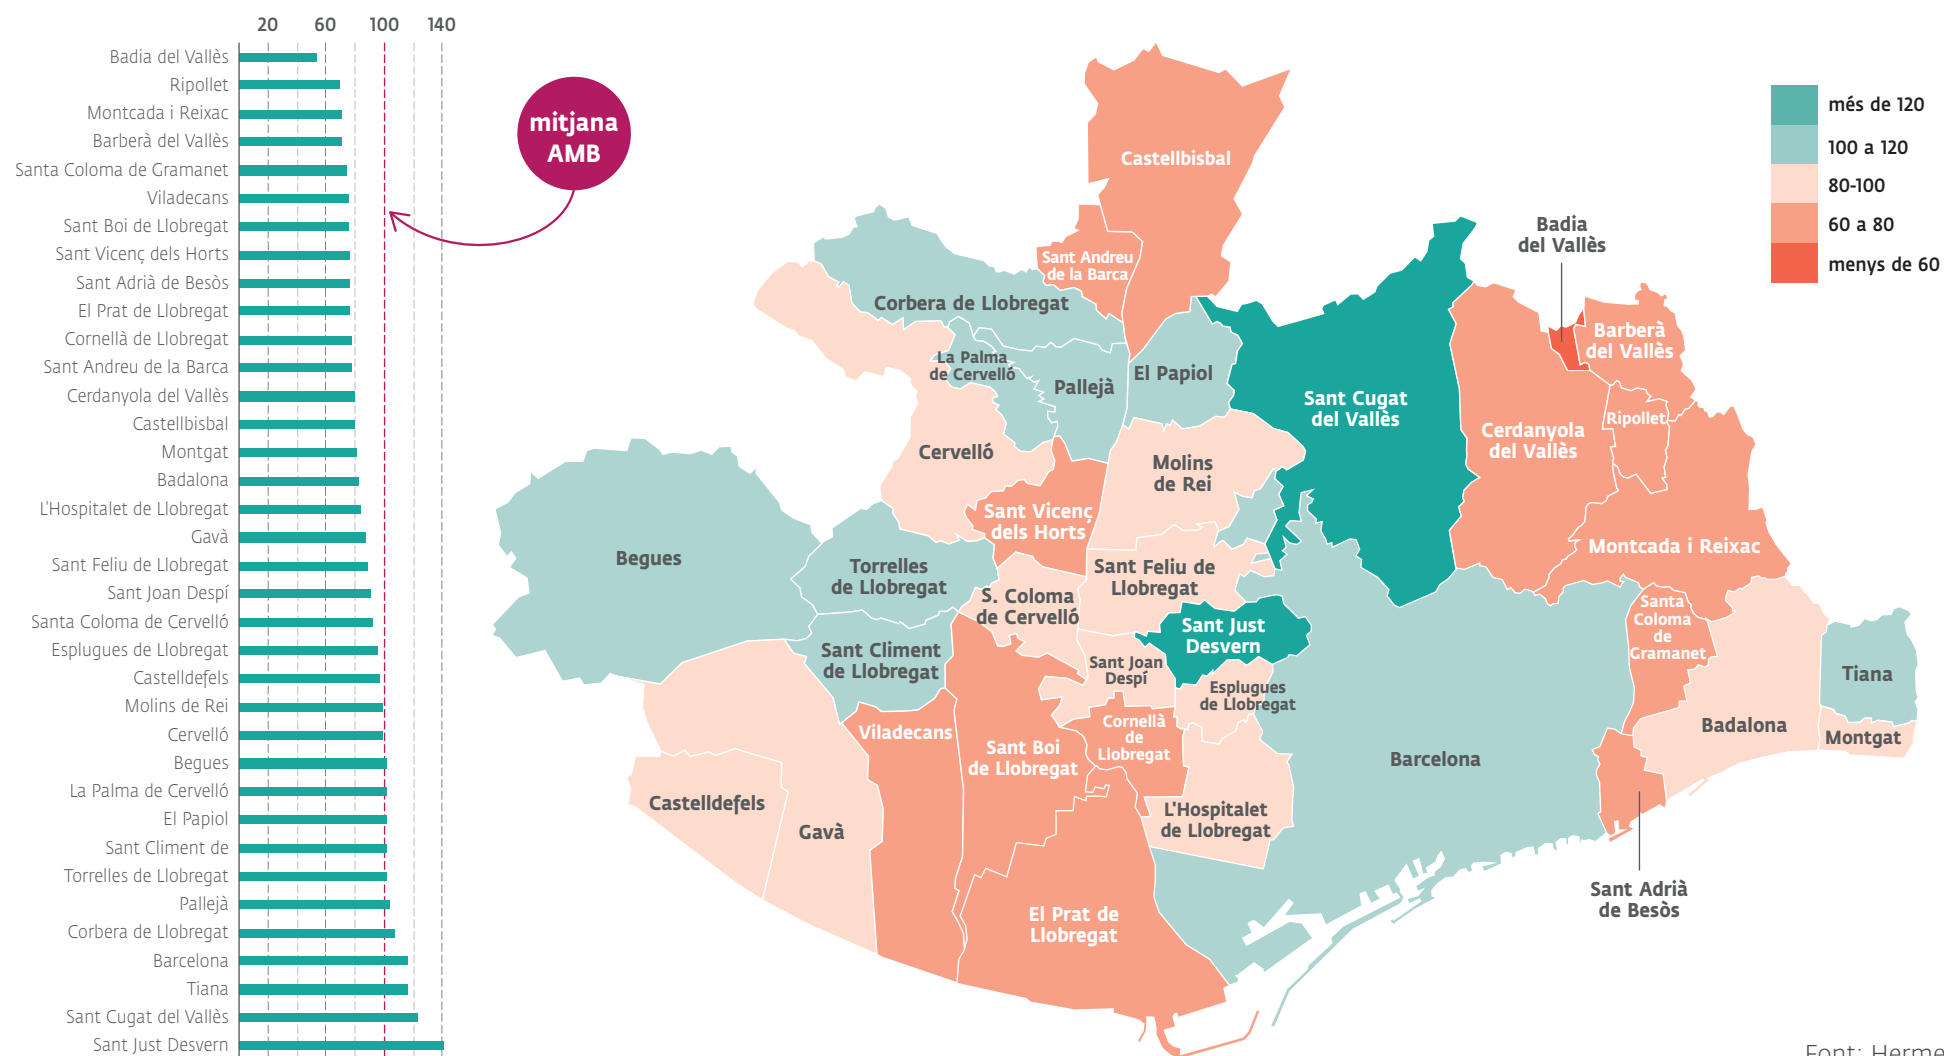 20 60 100 140
Badia del Vallès
Ripollet
Montcada i Reixac
Barberà del Vallès
Santa Coloma de Gramanet
Viladecans
Sant Boi de Llobregat
Sant Vicenç dels Horts
Sant Adrià de Besòs
El Prat de Llobregat
Cornellà de Llobregat
Sant Andreu de la Barca
Cerdanyola del Vallès
Castellbisbal
Montgat
Badalona
L'Hospitalet de Llobregat
Gavà
Sant Feliu de Llobregat
Sant Joan Despí
Santa Coloma de Cervelló
Esplugues de Llobregat
Castelldefels
Molins de Rei
Cervelló
Begues
La Palma de Cervelló
El Papiol
Sant Climent de
Torrelles de Llobregat
Pallejà
Corbera de Llobregat
Barcelona
Tiana
Sant Cugat del Vallès
Sant Just Desvern
mitjana
AMB
més de 120
100 a 120
80-100
60 a 80
menys de 60
Castellbisbal
Sant Andreu
de la Barca
Corbera de Llobregat
La Palma
de Cervelló
Pallejà
El Papiol
Sant Cugat
del Vallès
Badia
del Vallès
Barberà
del Vallès
Ripollet
Cerdanyola
del Vallès
Montcada i Reixac
Cervelló
Molins
de Rei
Sant Vicenç
dels Horts
Begues
Torrelles
de Llobregat
S. Coloma
de Cervelló
Sant Feliu de
Llobregat
Sant Just
Desvern
Sant Climent
de Llobregat
Sant Joan
Despí
Esplugues
de Llobregat
Santa
Coloma
de
Gramanet
Tiana
Badalona
Montgat
Viladecans
Sant Boi
de Llobregat
Cornellà
de
Llobregat
Barcelona
Castelldefels
Gavà
L'Hospitalet
de Llobregat
El Prat de
Llobregat
Sant Adrià
de Besòs
Font: Herme